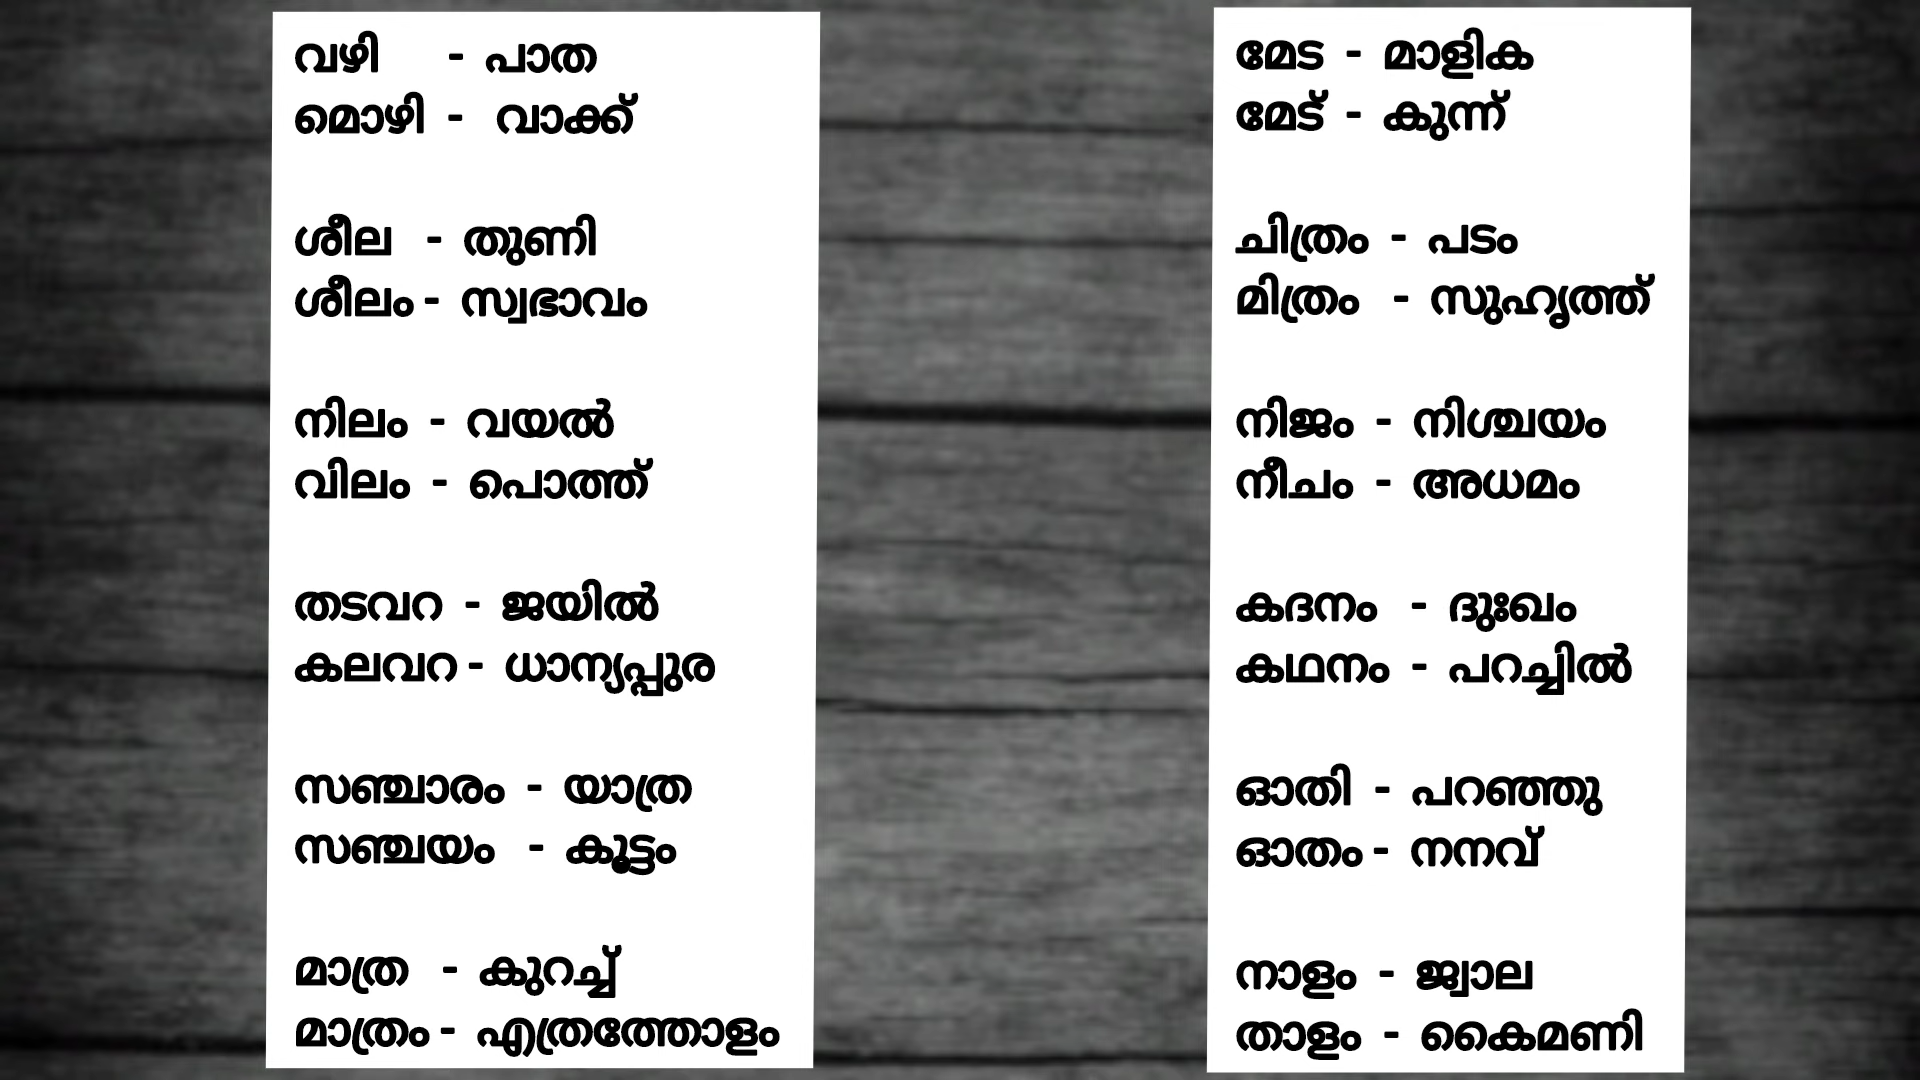 വഴി - പാത
മൊഴി - വാക്ക്
ശീല - തുണി
ശീലം - സ്വഭാവം
നിലം - വയൽ
വിലം - പൊത്ത്
തടവറ - ജയിൽ
കലവറ - ധാന്യപ്പുര
സഞ്ചാരം - യാത്ര
സഞ്ചയം - കൂട്ടം
മാത്ര - കുറച്ച്
മാത്രം - എത്രത്തോളം
മേട - മാളിക
മേട് - കുന്ന്
ചിത്രം - പടം
മിത്രം - സുഹൃത്ത്
നിജം - നിശ്ചയം
നീചം - അധമം
കദനം - ദുഃഖം
കഥനം - പറച്ചിൽ
ഓതി - പറഞ്ഞു
ഓതം - നനവ്
നാളം - ജ്വാല
താളം - കൈമണി